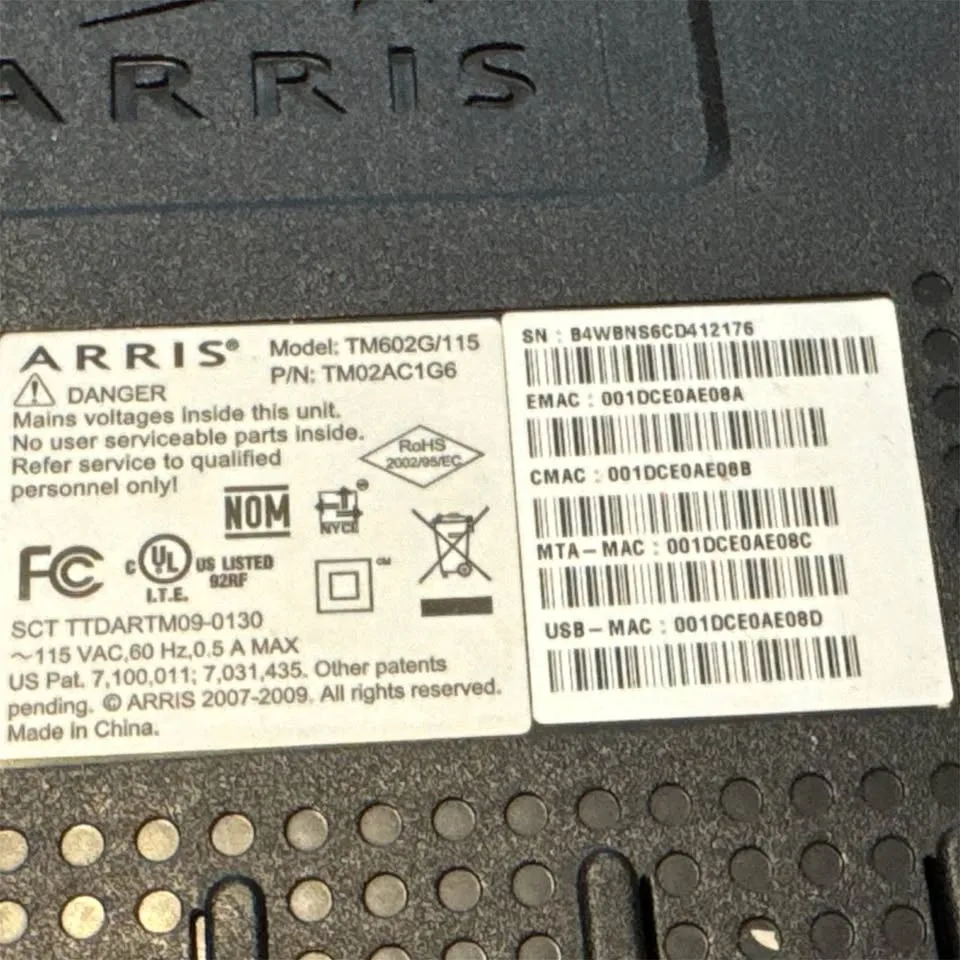 ARRIS
ARRIS®
Model: TM602G/115
P/N: TM02AC1G6
DANGER
Mains voltages inside this unit.
No user serviceable parts inside.
Refer service to qualified
personnel only!
RoHS
2002/95/EC
NOM
NYCE
FC
c UL US LISTED
92RF
I.T.E.
SCT TTDARTM09-0130
~115 VAC,60 Hz,0.5 A MAX
US Pat. 7,100,011; 7,031,435. Other patents
pending. © ARRIS 2007-2009. All rights reserved.
Made in China.
SN : B4WBNS6CD412176
EMAC : 001DCE0AE08A
CMAC : 001DCE0AE08B
MTA-MAC : 001DCE0AE08C
USB-MAC : 001DCE0AE08D